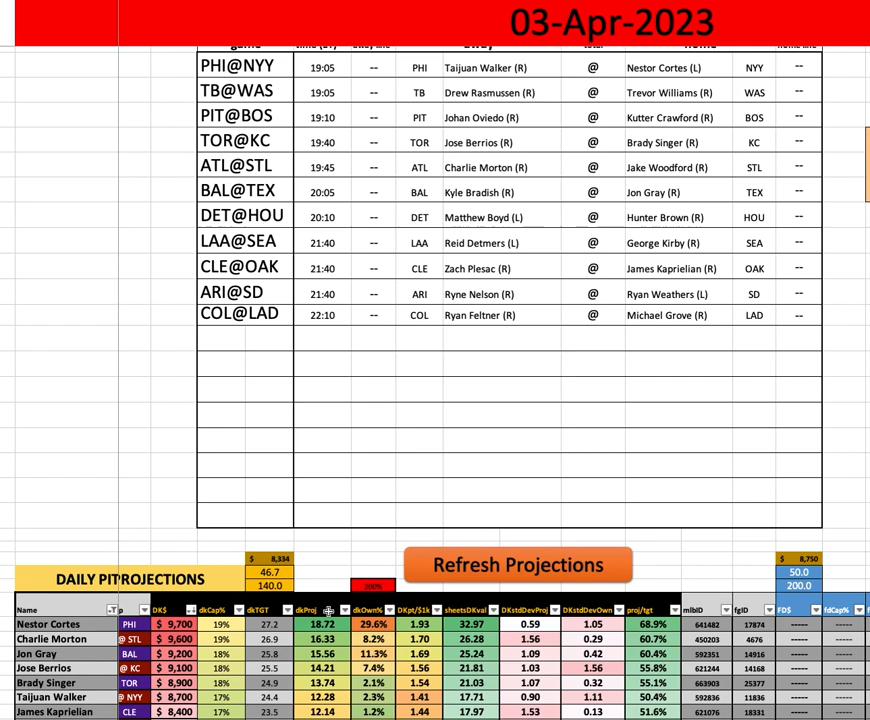 03-Apr-2023
PHI@NYY 19:05 -- PHI Taijuan Walker (R) @ Nestor Cortes (L) NYY --
TB@WAS 19:05 -- TB Drew Rasmussen (R) @ Trevor Williams (R) WAS --
PIT@BOS 19:10 -- PIT Johan Oviedo (R) @ Kutter Crawford (R) BOS --
TOR@KC 19:40 -- TOR Jose Berrios (R) @ Brady Singer (R) KC --
ATL@STL 19:45 -- ATL Charlie Morton (R) @ Jake Woodford (R) STL --
BAL@TEX 20:05 -- BAL Kyle Bradish (R) @ Jon Gray (R) TEX --
DET@HOU 20:10 -- DET Matthew Boyd (L) @ Hunter Brown (R) HOU --
LAA@SEA 21:40 -- LAA Reid Detmers (L) @ George Kirby (R) SEA --
CLE@OAK 21:40 -- CLE Zach Plesac (R) @ James Kaprielian (R) OAK --
ARI@SD 21:40 -- ARI Ryne Nelson (R) @ Ryan Weathers (L) SD --
COL@LAD 22:10 -- COL Ryan Feltner (R) @ Michael Grove (R) LAD --
$ 8,334 $ 8,750
Refresh Projections
46.7 50.0
DAILY PITROJECTIONS
140.0 200% 200.0
Name p DK$ dkCap% dkTGT dkProj dkOwn% DKpt/$1k sheetsDKval DKstdDevProj DKstdDevOwn proj/tgt mlbID fgID FD$ fdCap%
Nestor Cortes PHI $ 9,700 19% 27.2 18.72 29.6% 1.93 32.97 0.59 1.05 68.9% 641482 17874 ----- -----
Charlie Morton @ STL $ 9,600 19% 26.9 16.33 8.2% 1.70 26.28 1.56 0.29 60.7% 450203 4676 ----- -----
Jon Gray BAL $ 9,200 18% 25.8 15.56 11.3% 1.69 25.24 1.09 0.42 60.4% 592351 14916 ----- -----
Jose Berrios @ KC $ 9,100 18% 25.5 14.21 7.4% 1.56 21.81 1.03 1.56 55.8% 621244 14168 ----- -----
Brady Singer TOR $ 8,900 18% 24.9 13.74 2.1% 1.54 21.03 1.07 0.32 55.1% 663903 25377 ----- -----
Taijuan Walker @ NYY $ 8,700 17% 24.4 12.28 2.3% 1.41 17.71 0.90 1.11 50.4% 592836 11836 ----- -----
James Kaprielian CLE $ 8,400 17% 23.5 12.14 1.2% 1.44 17.97 1.53 0.13 51.6% 621076 18331 ----- -----